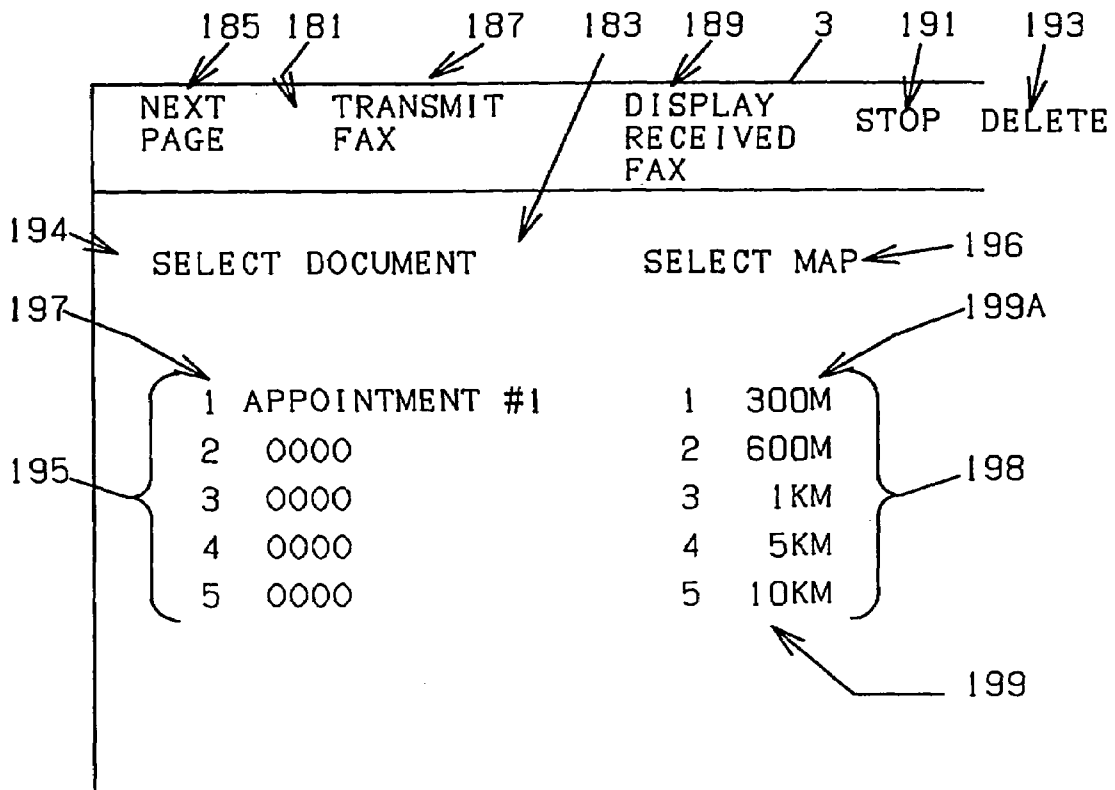 185 181 187 183 189 3 191 193
NEXT PAGE
TRANSMIT FAX
DISPLAY RECEIVED FAX
STOP
DELETE
194 SELECT DOCUMENT
SELECT MAP 196
197
199A
1 APPOINTMENT #1
2 0000
3 0000
4 0000
5 0000
195
1 300M
2 600M
3 1KM
4 5KM
5 10KM
198
199